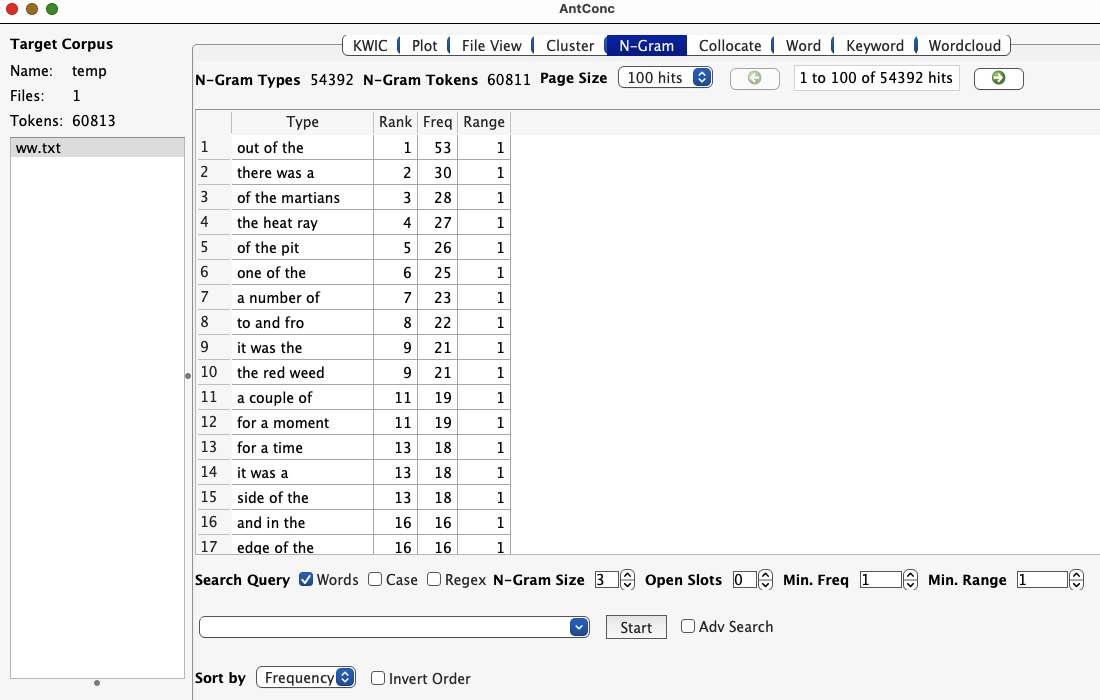 AntConc
Target Corpus
Name: temp
Files: 1
Tokens: 60813
ww.txt
KWIC Plot File View Cluster N-Gram Collocate Word Keyword Wordcloud
N-Gram Types 54392 N-Gram Tokens 60811 Page Size 100 hits 1 to 100 of 54392 hits
Type Rank Freq Range
1 out of the 1 53 1
2 there was a 2 30 1
3 of the martians 3 28 1
4 the heat ray 4 27 1
5 of the pit 5 26 1
6 one of the 6 25 1
7 a number of 7 23 1
8 to and fro 8 22 1
9 it was the 9 21 1
10 the red weed 9 21 1
11 a couple of 11 19 1
12 for a moment 11 19 1
13 for a time 13 18 1
14 it was a 13 18 1
15 side of the 13 18 1
16 and in the 16 16 1
17 edge of the 16 16 1
Search Query Words Case Regex N-Gram Size 3 Open Slots 0 Min. Freq 1 Min. Range 1
Start Adv Search
Sort by Frequency Invert Order